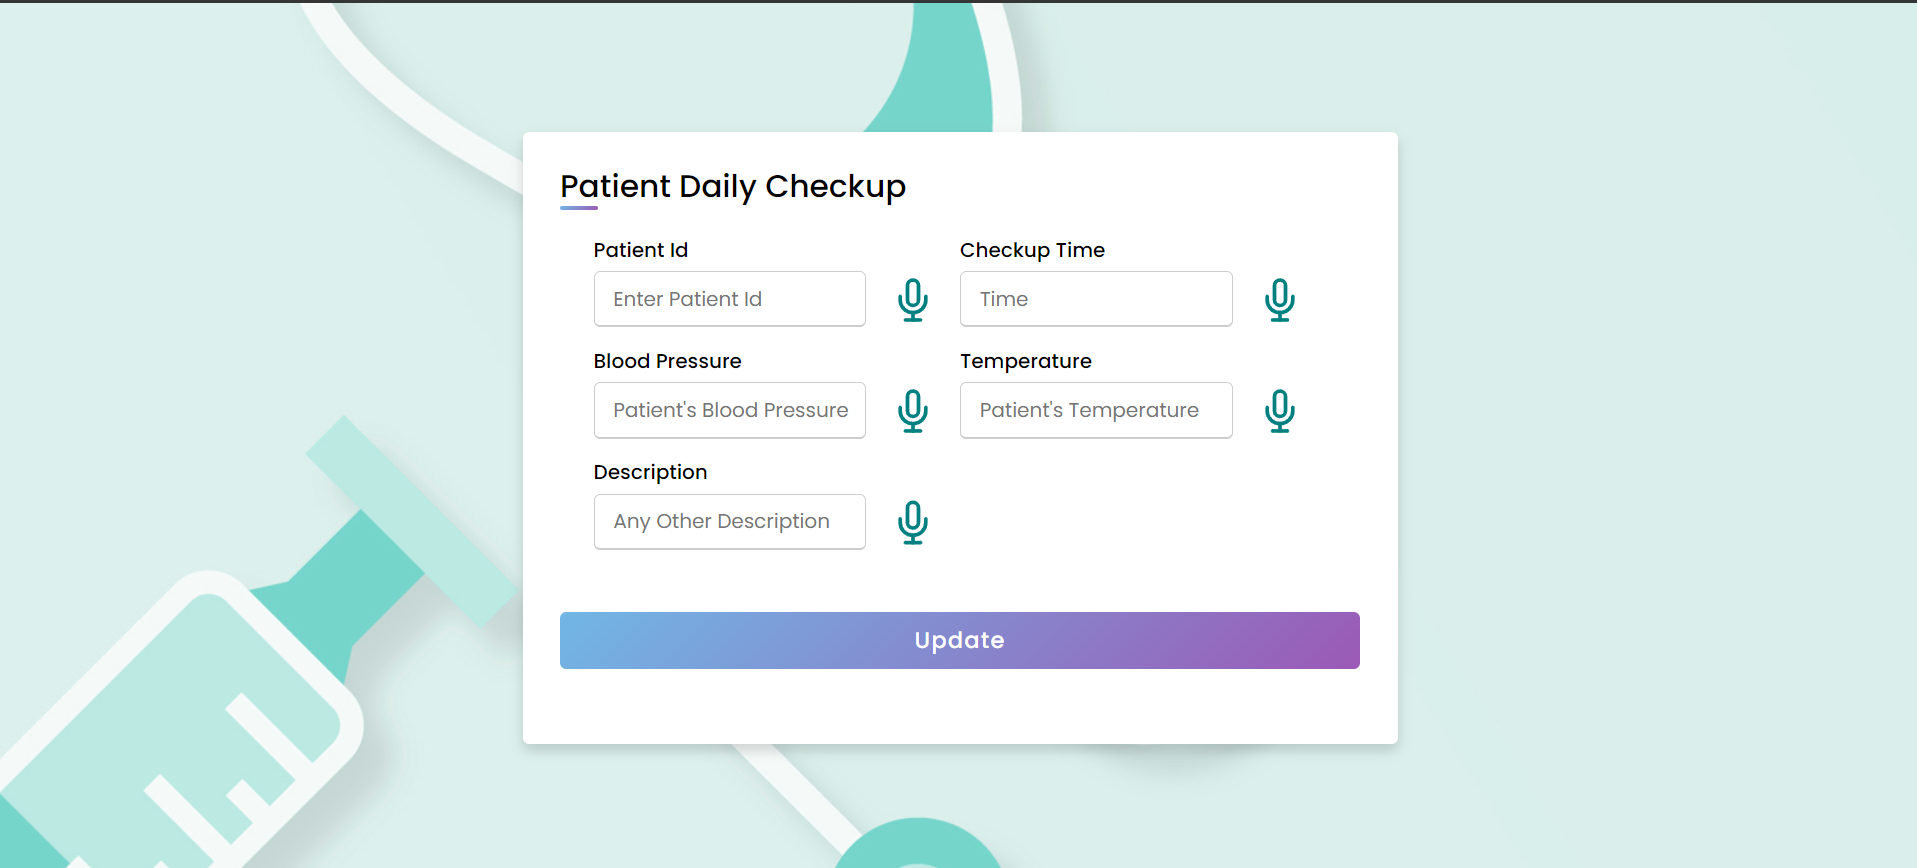 Patient Daily Checkup
Patient Id
Checkup Time
Enter Patient Id
Time
Blood Pressure
Temperature
Patient's Blood Pressure
Patient's Temperature
Description
Any Other Description
Update